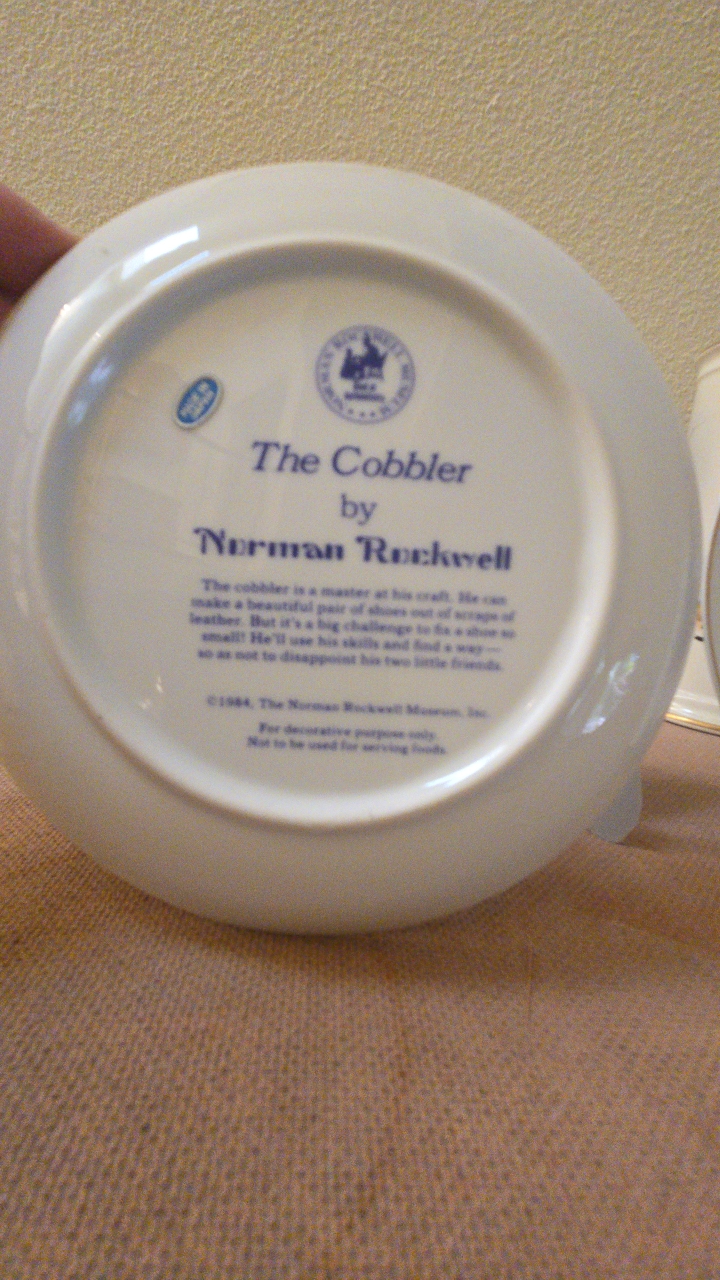 NORMAN ROCKWELL MUSEUM
The Cobbler
by
Norman Rockwell
The cobbler is a master at his craft. He can
make a beautiful pair of shoes out of scraps of
leather. But it's a big challenge to fix a shoe so
small! He'll use his skills and find a way—
so as not to disappoint his two little friends.
©1984, The Norman Rockwell Museum, Inc.
For decorative purpose only.
Not to be used for serving foods.